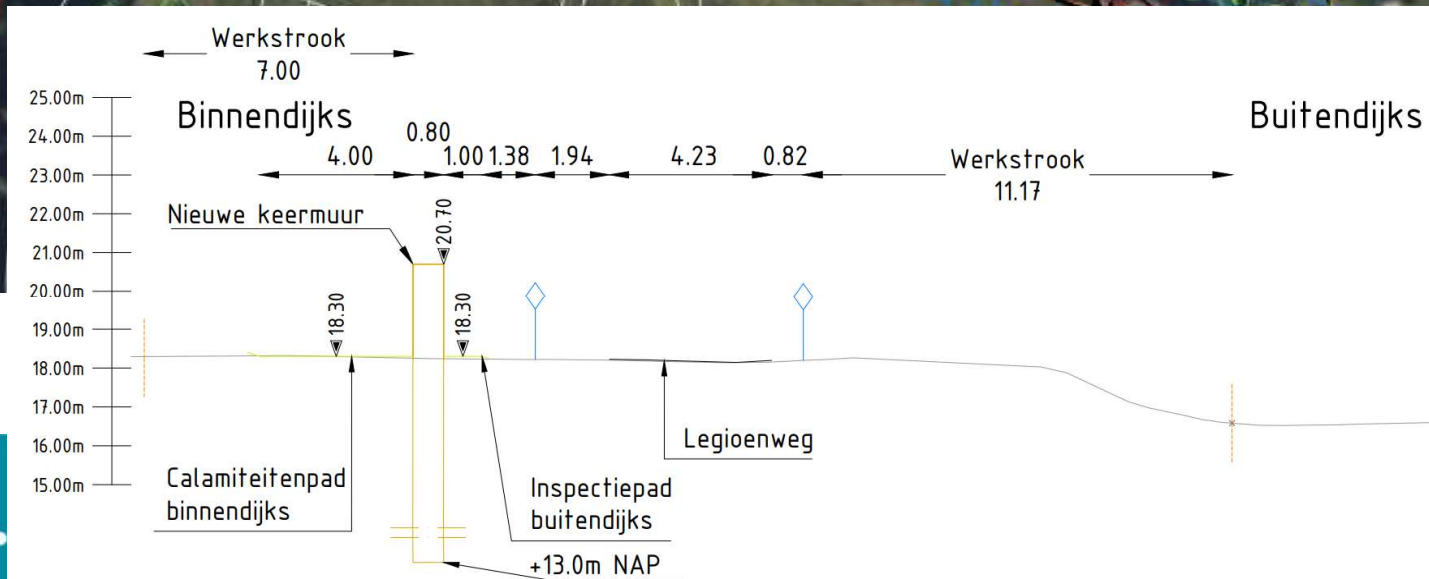 Werkstrook
7.00
Binnendijks
Buitendijks
25.00m
24.00m
23.00m
22.00m
21.00m
20.00m
19.00m
18.00m
17.00m
16.00m
15.00m
0.80
4.00
1.00
1.38
1.94
4.23
0.82
Werkstrook
11.17
Nieuwe keermuur
20.70
18.30
18.30
Legioenweg
Calamiteitenpad
binnendijks
Inspectiepad
buitendijks
+13.0m NAP